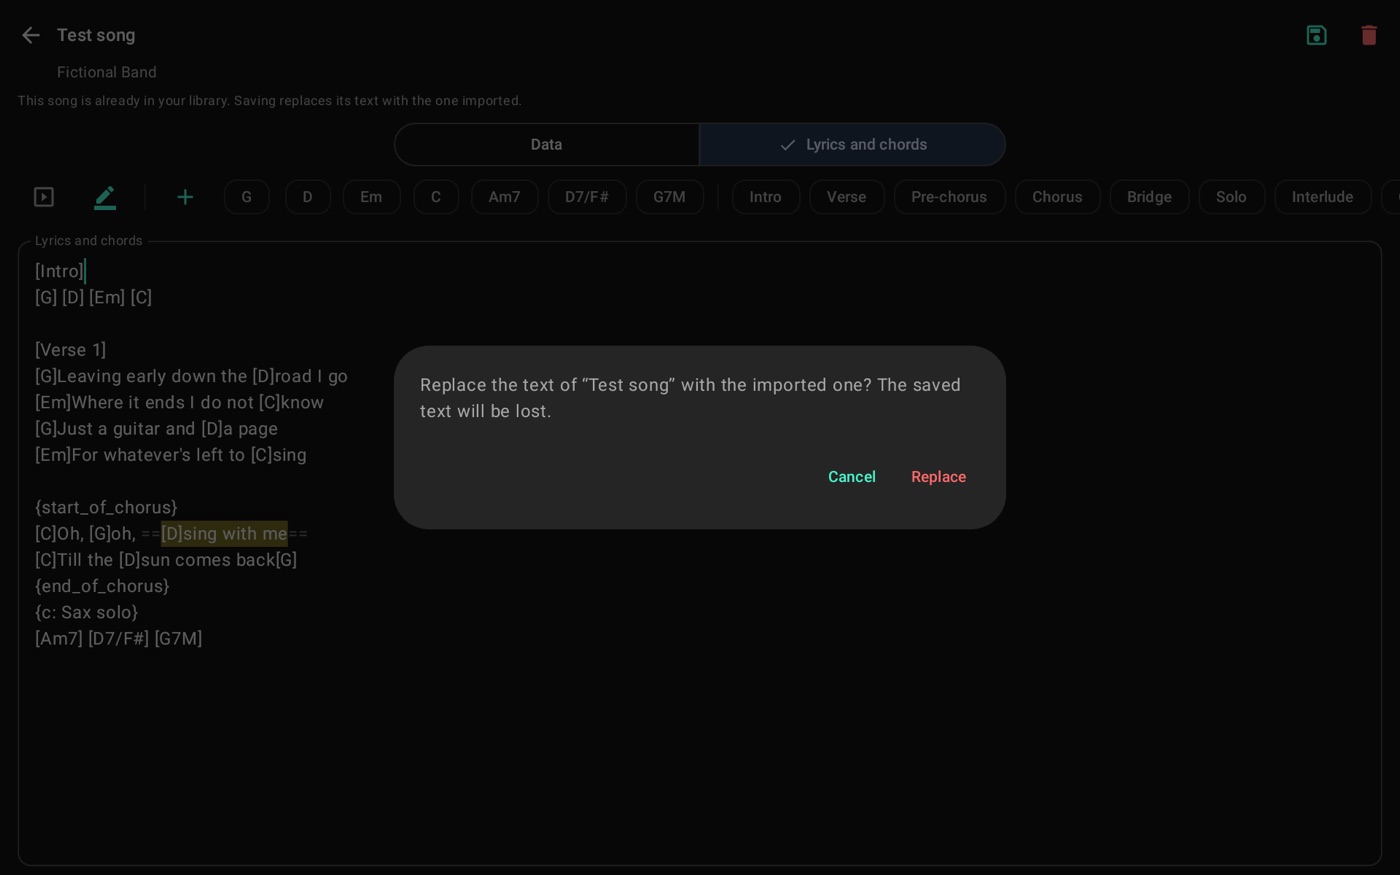 Test song
Fictional Band
This song is already in your library. Saving replaces its text with the one imported.
Data
Lyrics and chords
G D Em C Am7 D7/F# G7M Intro Verse Pre-chorus Chorus Bridge Solo Interlude
Lyrics and chords
[Intro]
[G] [D] [Em] [C]
[Verse 1]
[G]Leaving early down the [D]road I go
[Em]Where it ends I do not [C]know
[G]Just a guitar and [D]a page
[Em]For whatever's left to [C]sing
{start_of_chorus}
[C]Oh, [G]oh, ==[D]sing with me==
[C]Till the [D]sun comes back[G]
{end_of_chorus}
{c: Sax solo}
[Am7] [D7/F#] [G7M]
Replace the text of “Test song” with the imported one? The saved
text will be lost.
Cancel
Replace